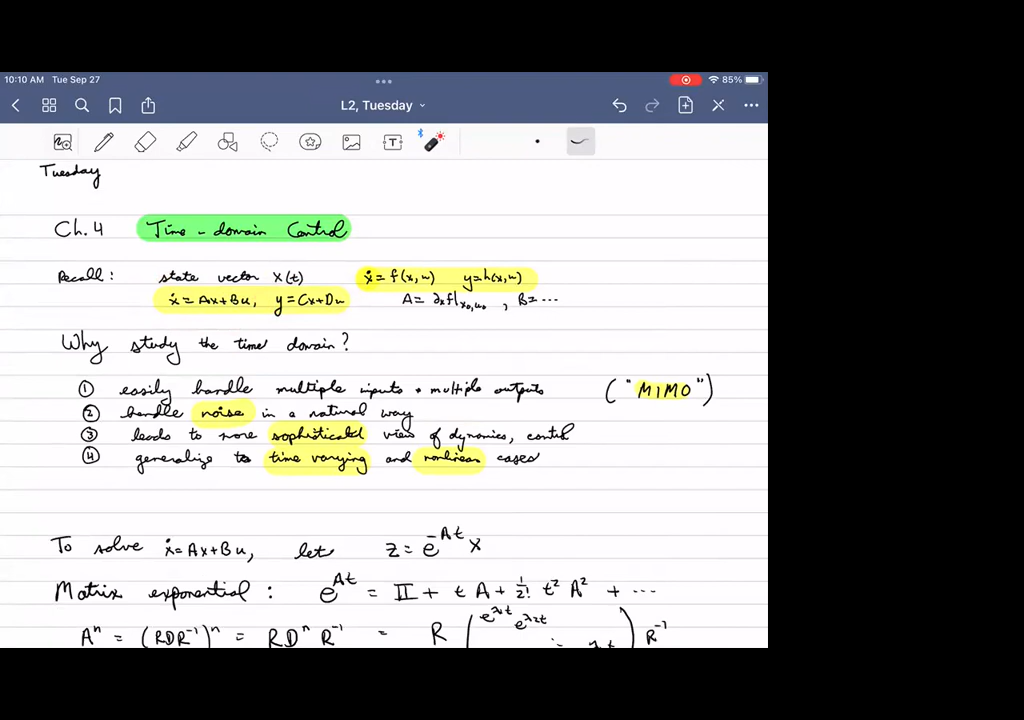 10:10 AM Tue Sep 27
85%
L2, Tuesday
Tuesday
Ch. 4 Time-domain Control
Recall: state vector x(t) ẋ = f(x,u) y=h(x,u)
ẋ = Ax+Bu, y = Cx+Du A = ∂ₓf|ₓ₀,ᵤ₀ , B= ...
Why study the time domain?
① easily handle multiple inputs + multiple outputs ("MIMO")
② handle noise in a natural way
③ leads to more sophisticated view of dynamics, control
④ generalize to time varying and nonlinear cases
To solve ẋ = Ax+Bu, let z = e^{-At} x
Matrix exponential: e^{At} = 𝕀 + t A + 1/2! t² A² + ...
Aⁿ = (RDR⁻¹)ⁿ = RDⁿR⁻¹ = R ( e^{λ₁t} e^{λ₂t} ⋱ ) R⁻¹